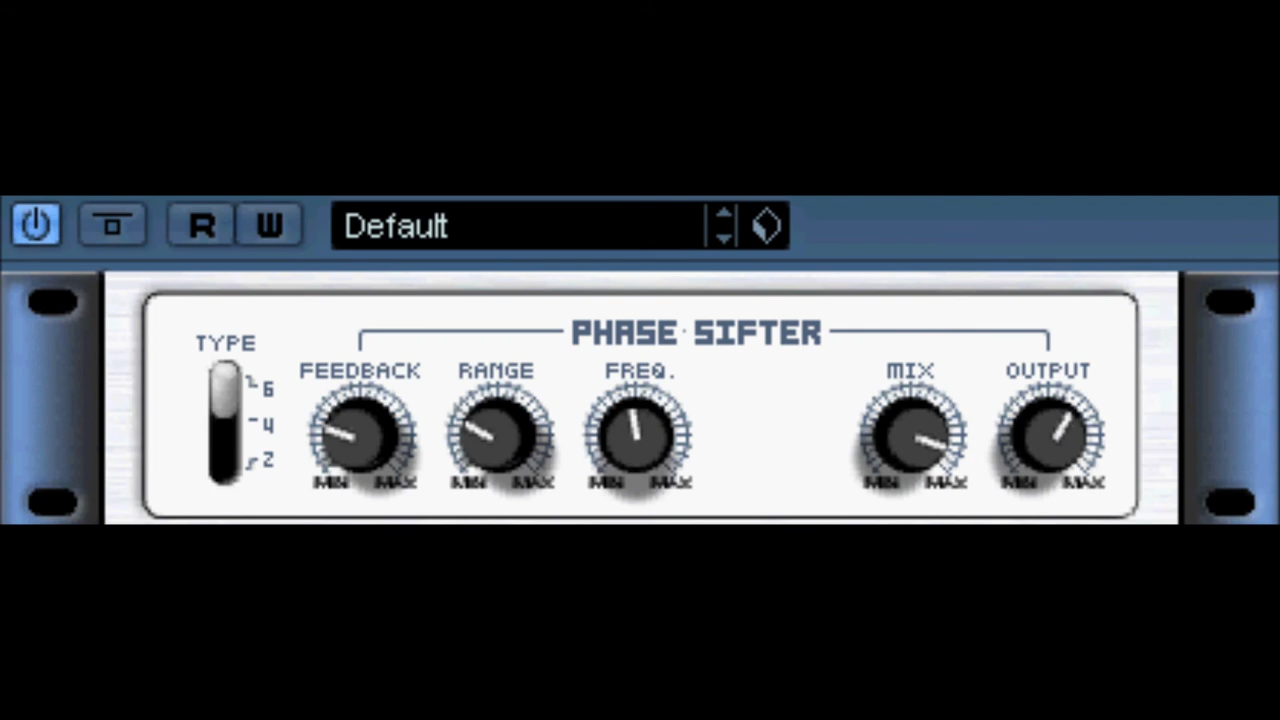 R W Default
PHASE·SIFTER
TYPE
FEEDBACK RANGE FREQ. MIX OUTPUT
6
4
2
MIN MAX MIN MAX MIN MAX MIN MAX MIN MAX